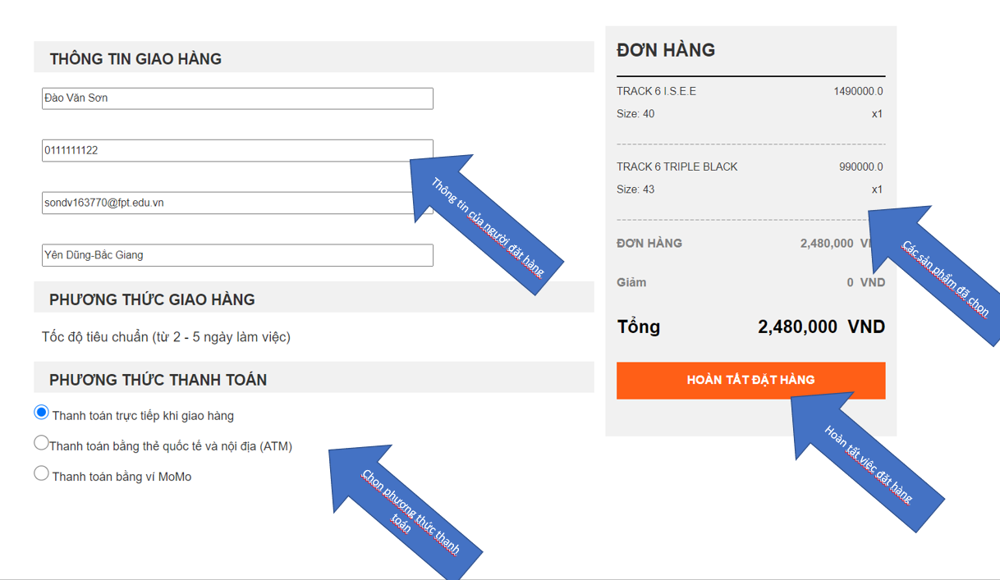 THÔNG TIN GIAO HÀNG
Đào Văn Sơn
0111111122
sondv163770@fpt.edu.vn
Yên Dũng-Bắc Giang
Thông tin của người đặt hàng
PHƯƠNG THỨC GIAO HÀNG
Tốc độ tiêu chuẩn (từ 2 - 5 ngày làm việc)
PHƯƠNG THỨC THANH TOÁN
Thanh toán trực tiếp khi giao hàng
Thanh toán bằng thẻ quốc tế và nội địa (ATM)
Thanh toán bằng ví MoMo
Chọn phương thức thanh
toán
ĐƠN HÀNG
TRACK 6 I.S.E.E 1490000.0
Size: 40 x1
TRACK 6 TRIPLE BLACK 990000.0
Size: 43 x1
Các sản phẩm đã chọn
ĐƠN HÀNG 2,480,000
Giảm 0 VND
Tổng 2,480,000 VND
HOÀN TẤT ĐẶT HÀNG
Hoàn tất việc đặt hàng